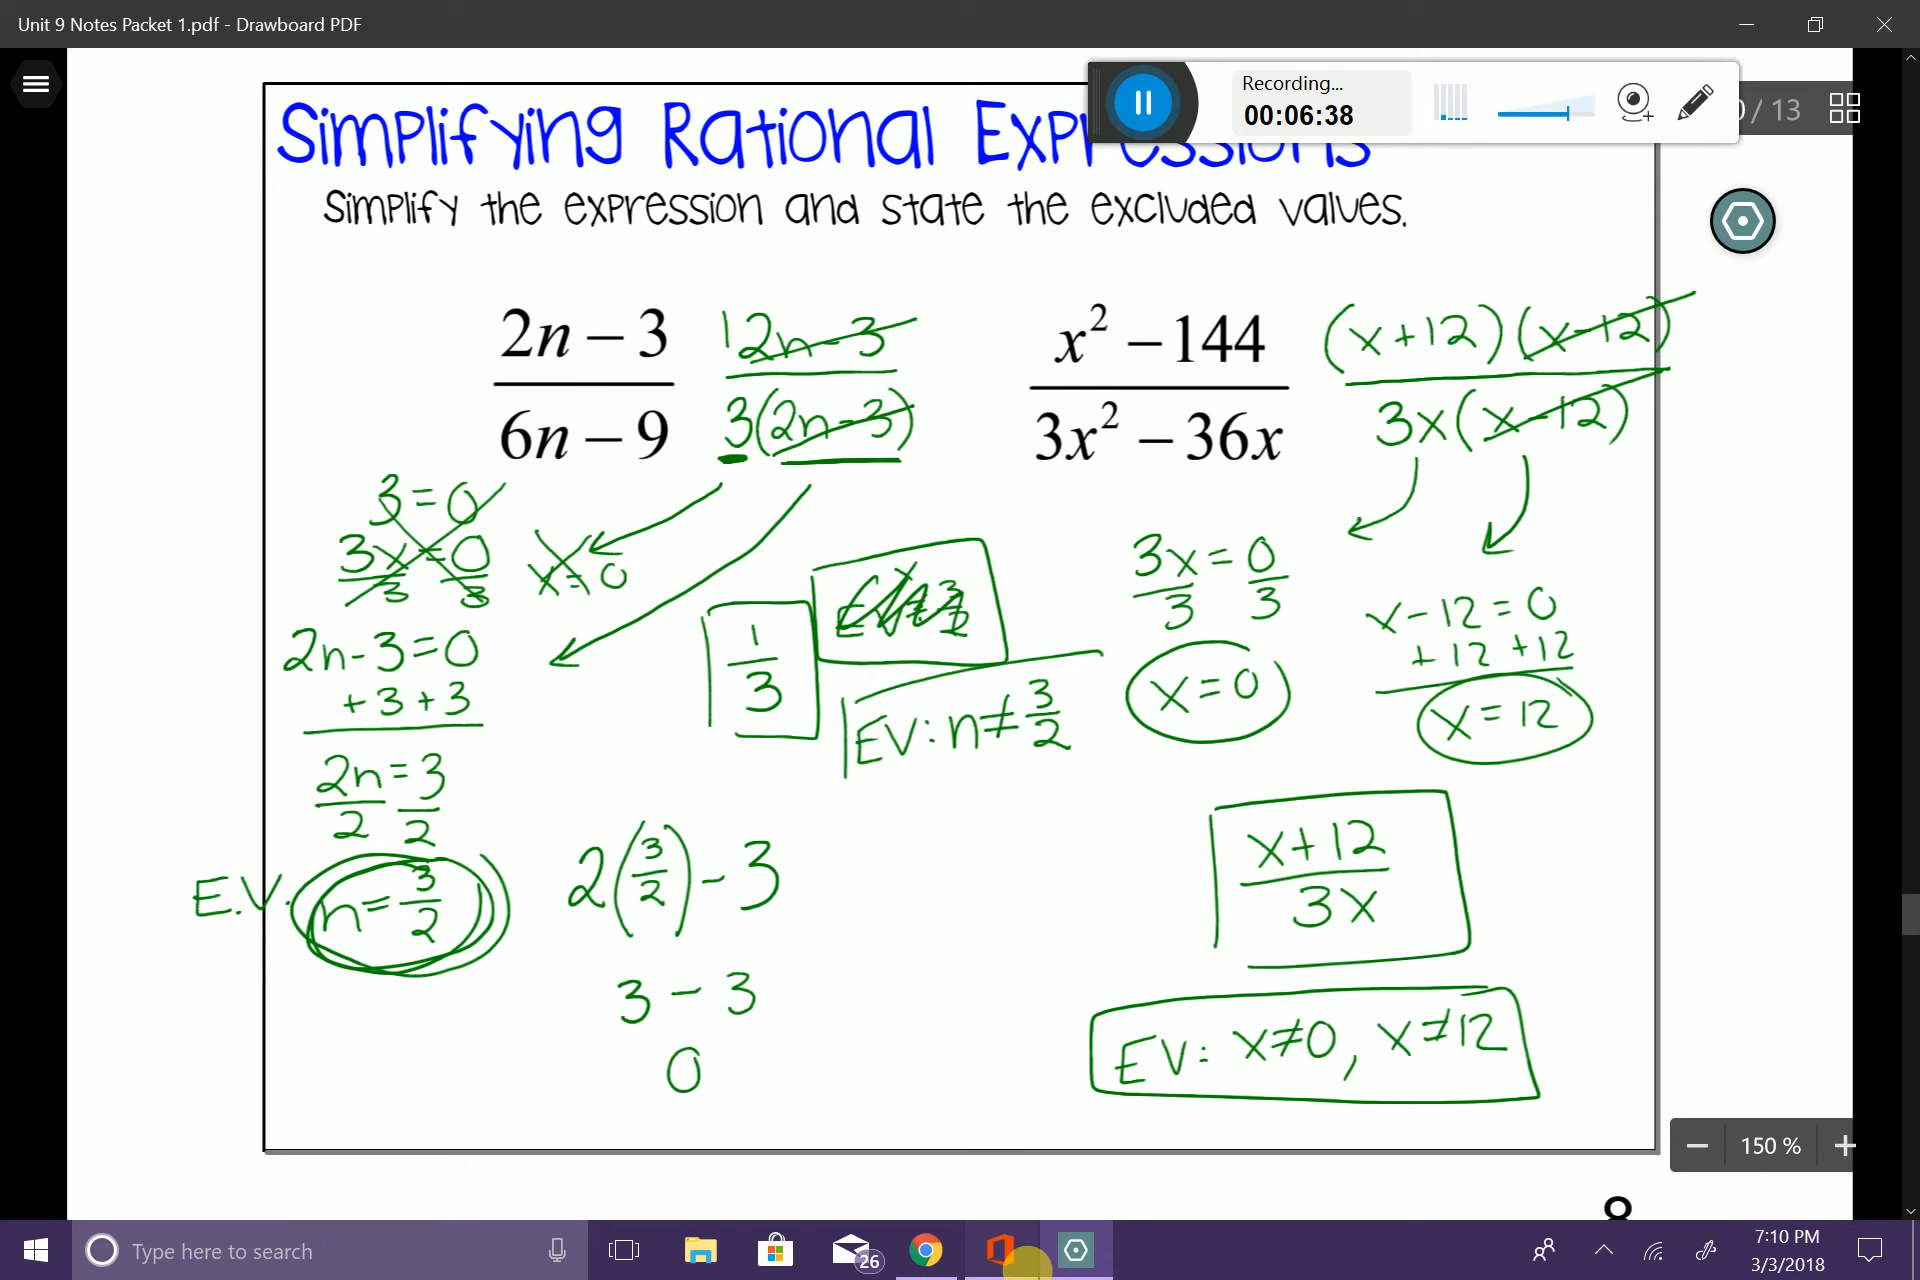 Unit 9 Notes Packet 1.pdf - Drawboard PDF
Recording...
00:06:38
/ 13
Simplifying Rational Expressions
Simplify the expression and state the excluded values.
2n − 3
6n − 9
1 2n-3
3(2n-3)
x² − 144
3x² − 36x
(x+12)(x-12)
3x(x-12)
3=0
3x=0
3 3
x=0
2n-3=0
+3 +3
2n=3
2 2
E.V. n=3/2
2(3/2)-3
3-3
0
1/3
EV: n≠3/2
3x=0
3 3
x=0
x-12=0
+12 +12
x=12
x+12
3x
EV: x≠0, x≠12
150 %
8
Type here to search
26
7:10 PM
3/3/2018